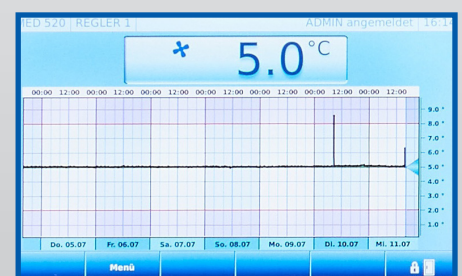 MED 520 | REGLER 1 | ADMIN angemeldet | 16:14
5.0 °C
00:00 12:00 00:00 12:00 00:00 12:00 00:00 12:00 00:00 12:00 00:00 12:00 00:00 12:00
9.0 °
8.0 °
7.0 °
6.0 °
5.0 °
4.0 °
3.0 °
2.0 °
1.0 °
Do. 05.07 Fr. 06.07 Sa. 07.07 So. 08.07 Mo. 09.07 Di. 10.07 Mi. 11.07
Menü